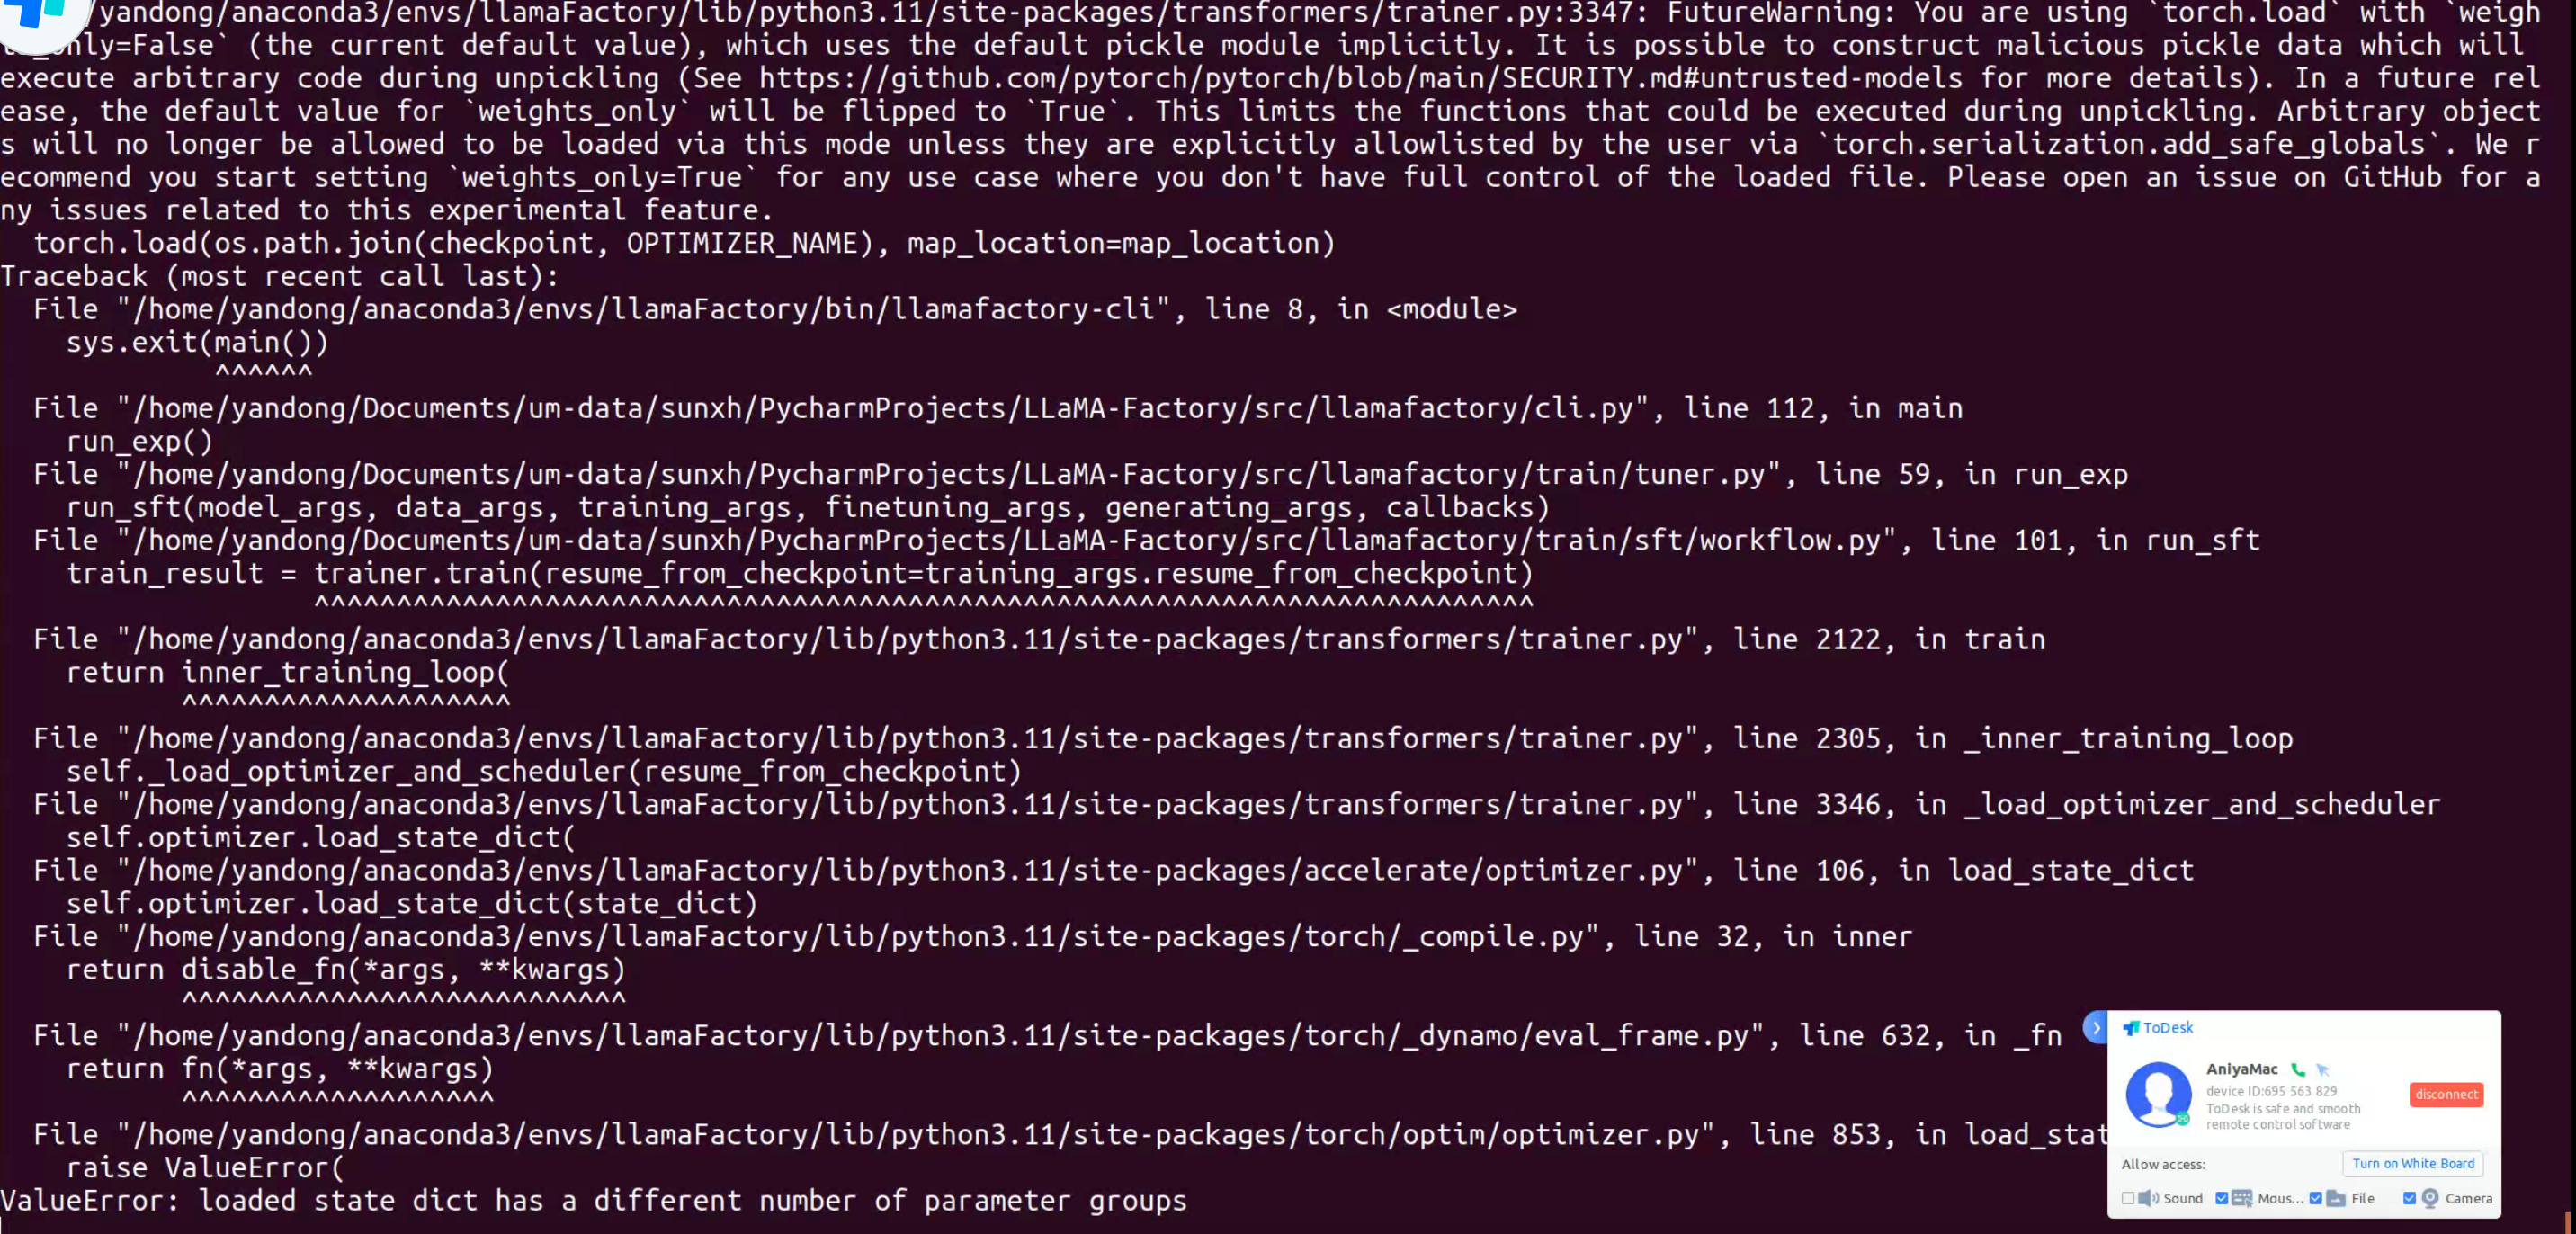 /yandong/anaconda3/envs/llamaFactory/lib/python3.11/site-packages/transformers/trainer.py:3347: FutureWarning: You are using `torch.load` with `weigh
only=False` (the current default value), which uses the default pickle module implicitly. It is possible to construct malicious pickle data which will
execute arbitrary code during unpickling (See https://github.com/pytorch/pytorch/blob/main/SECURITY.md#untrusted-models for more details). In a future rel
ease, the default value for `weights_only` will be flipped to `True`. This limits the functions that could be executed during unpickling. Arbitrary object
s will no longer be allowed to be loaded via this mode unless they are explicitly allowlisted by the user via `torch.serialization.add_safe_globals`. We r
ecommend you start setting `weights_only=True` for any use case where you don't have full control of the loaded file. Please open an issue on GitHub for a
ny issues related to this experimental feature.
  torch.load(os.path.join(checkpoint, OPTIMIZER_NAME), map_location=map_location)
Traceback (most recent call last):
  File "/home/yandong/anaconda3/envs/llamaFactory/bin/llamafactory-cli", line 8, in <module>
    sys.exit(main())
             ^^^^^^
  File "/home/yandong/Documents/um-data/sunxh/PycharmProjects/LLaMA-Factory/src/llamafactory/cli.py", line 112, in main
    run_exp()
  File "/home/yandong/Documents/um-data/sunxh/PycharmProjects/LLaMA-Factory/src/llamafactory/train/tuner.py", line 59, in run_exp
    run_sft(model_args, data_args, training_args, finetuning_args, generating_args, callbacks)
  File "/home/yandong/Documents/um-data/sunxh/PycharmProjects/LLaMA-Factory/src/llamafactory/train/sft/workflow.py", line 101, in run_sft
    train_result = trainer.train(resume_from_checkpoint=training_args.resume_from_checkpoint)
                   ^^^^^^^^^^^^^^^^^^^^^^^^^^^^^^^^^^^^^^^^^^^^^^^^^^^^^^^^^^^^^^^^^^^^^^^^^^
  File "/home/yandong/anaconda3/envs/llamaFactory/lib/python3.11/site-packages/transformers/trainer.py", line 2122, in train
    return inner_training_loop(
           ^^^^^^^^^^^^^^^^^^^^
  File "/home/yandong/anaconda3/envs/llamaFactory/lib/python3.11/site-packages/transformers/trainer.py", line 2305, in _inner_training_loop
    self._load_optimizer_and_scheduler(resume_from_checkpoint)
  File "/home/yandong/anaconda3/envs/llamaFactory/lib/python3.11/site-packages/transformers/trainer.py", line 3346, in _load_optimizer_and_scheduler
    self.optimizer.load_state_dict(
  File "/home/yandong/anaconda3/envs/llamaFactory/lib/python3.11/site-packages/accelerate/optimizer.py", line 106, in load_state_dict
    self.optimizer.load_state_dict(state_dict)
  File "/home/yandong/anaconda3/envs/llamaFactory/lib/python3.11/site-packages/torch/_compile.py", line 32, in inner
    return disable_fn(*args, **kwargs)
           ^^^^^^^^^^^^^^^^^^^^^^^^^^^
  File "/home/yandong/anaconda3/envs/llamaFactory/lib/python3.11/site-packages/torch/_dynamo/eval_frame.py", line 632, in _fn
    return fn(*args, **kwargs)
           ^^^^^^^^^^^^^^^^^^^
  File "/home/yandong/anaconda3/envs/llamaFactory/lib/python3.11/site-packages/torch/optim/optimizer.py", line 853, in load_stat
    raise ValueError(
ValueError: loaded state dict has a different number of parameter groups
ToDesk
AniyaMac
device ID:695 563 829
ToDesk is safe and smooth
remote control software
disconnect
Allow access:
Turn on White Board
Sound Mous... File Camera